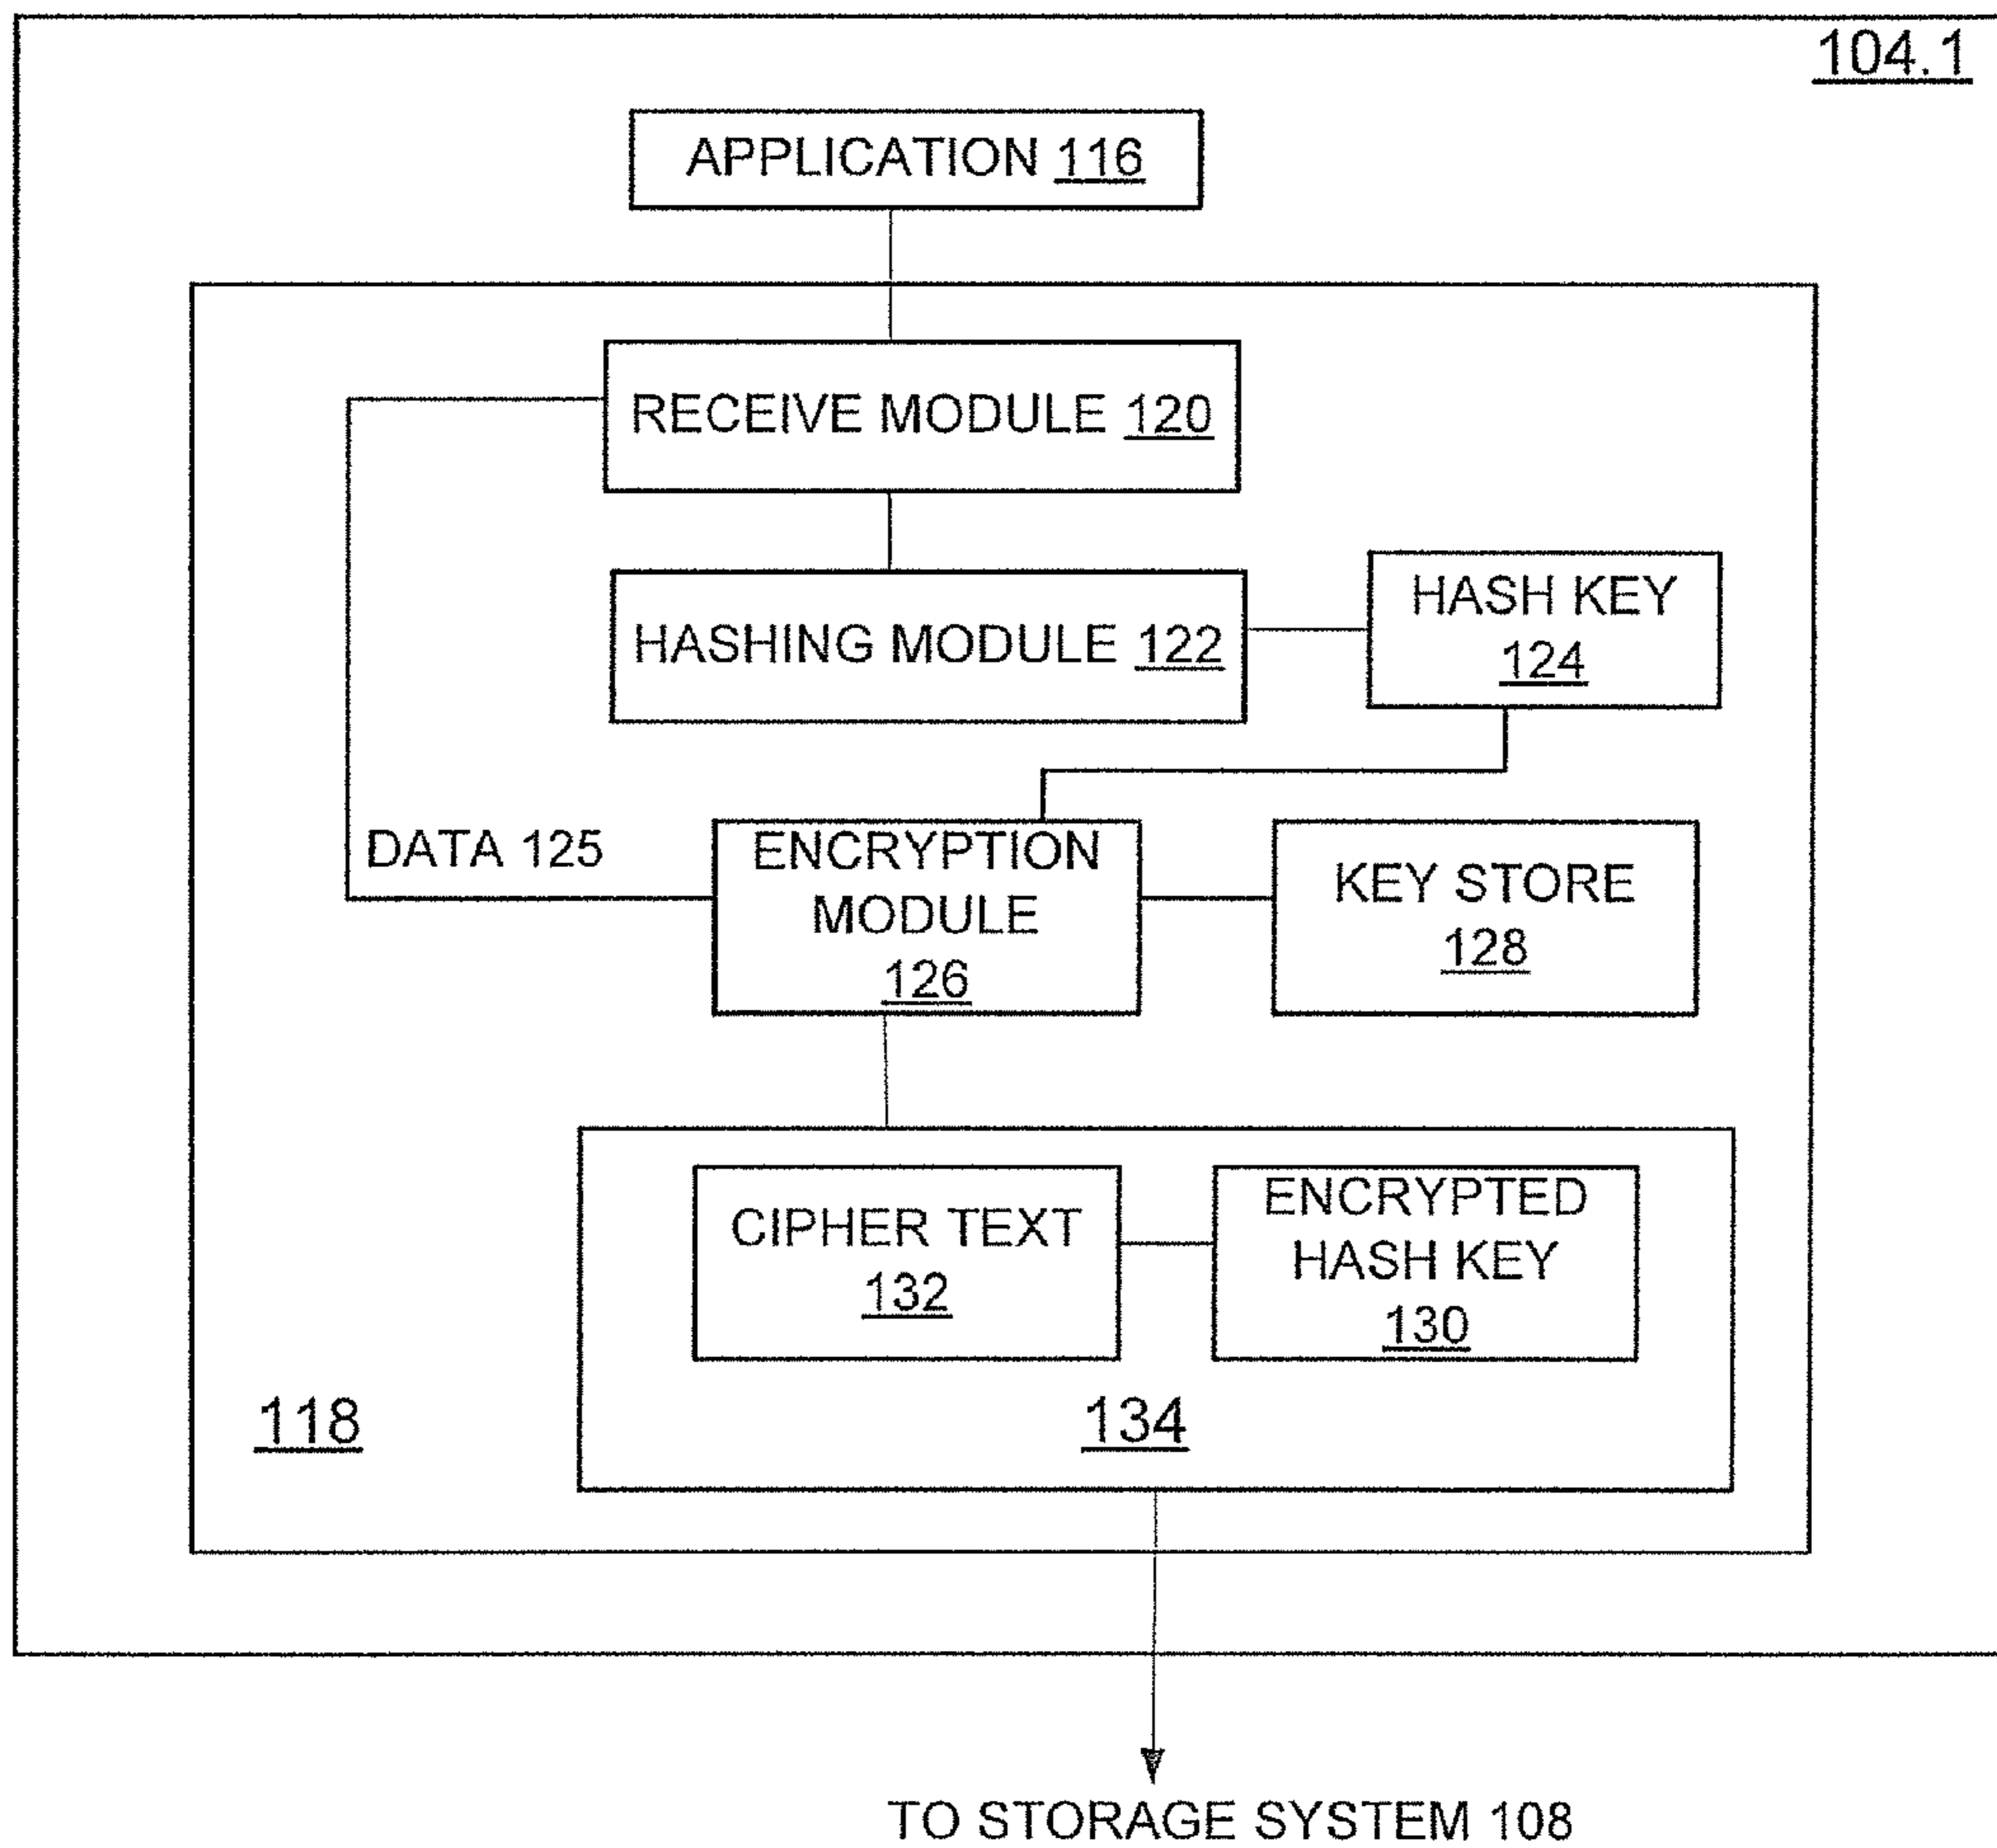 104.1
APPLICATION 116
RECEIVE MODULE 120
HASHING MODULE 122
HASH KEY
124
DATA 125
ENCRYPTION
MODULE
126
KEY STORE
128
CIPHER TEXT
132
ENCRYPTED
HASH KEY
130
118
134
TO STORAGE SYSTEM 108